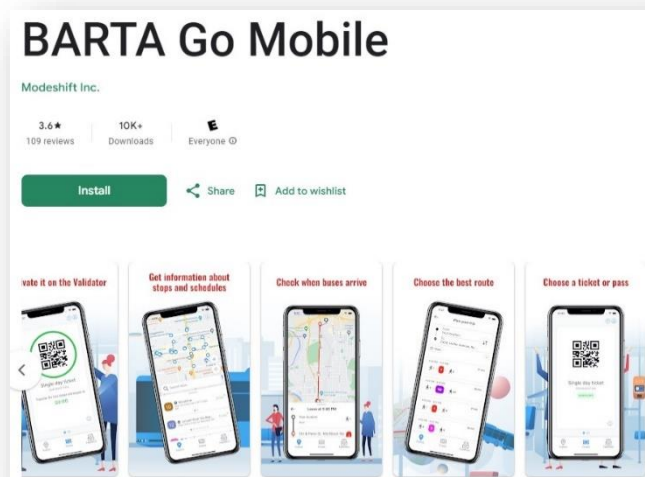 BARTA Go Mobile
Modeshift Inc.
3.6★
109 reviews
10K+
Downloads
E
Everyone
Install
Share
Add to wishlist
vate it on the Validator
Single day ticket
Get information about
stops and schedules
Check when buses arrive
Choose the best route
Choose a ticket or pass
Single day ticket